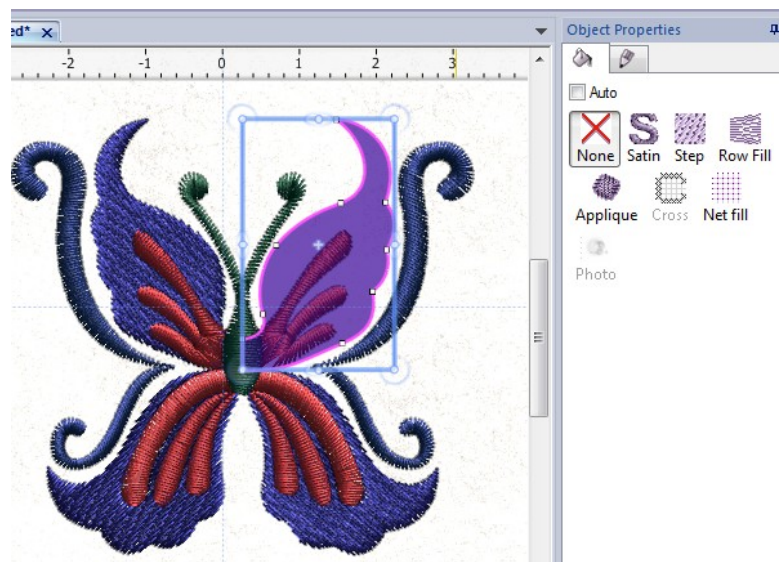 ed* x
Object Properties
-2 -1 0 1 2 3
Auto
None Satin Step Row Fill
Applique Cross Net fill
Photo